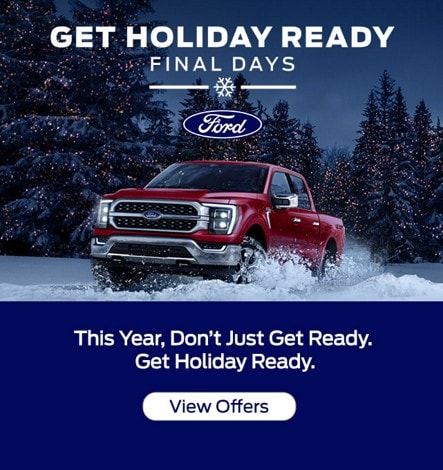 GET HOLIDAY READY
FINAL DAYS
Ford
This Year, Don't Just Get Ready.
Get Holiday Ready.
View Offers